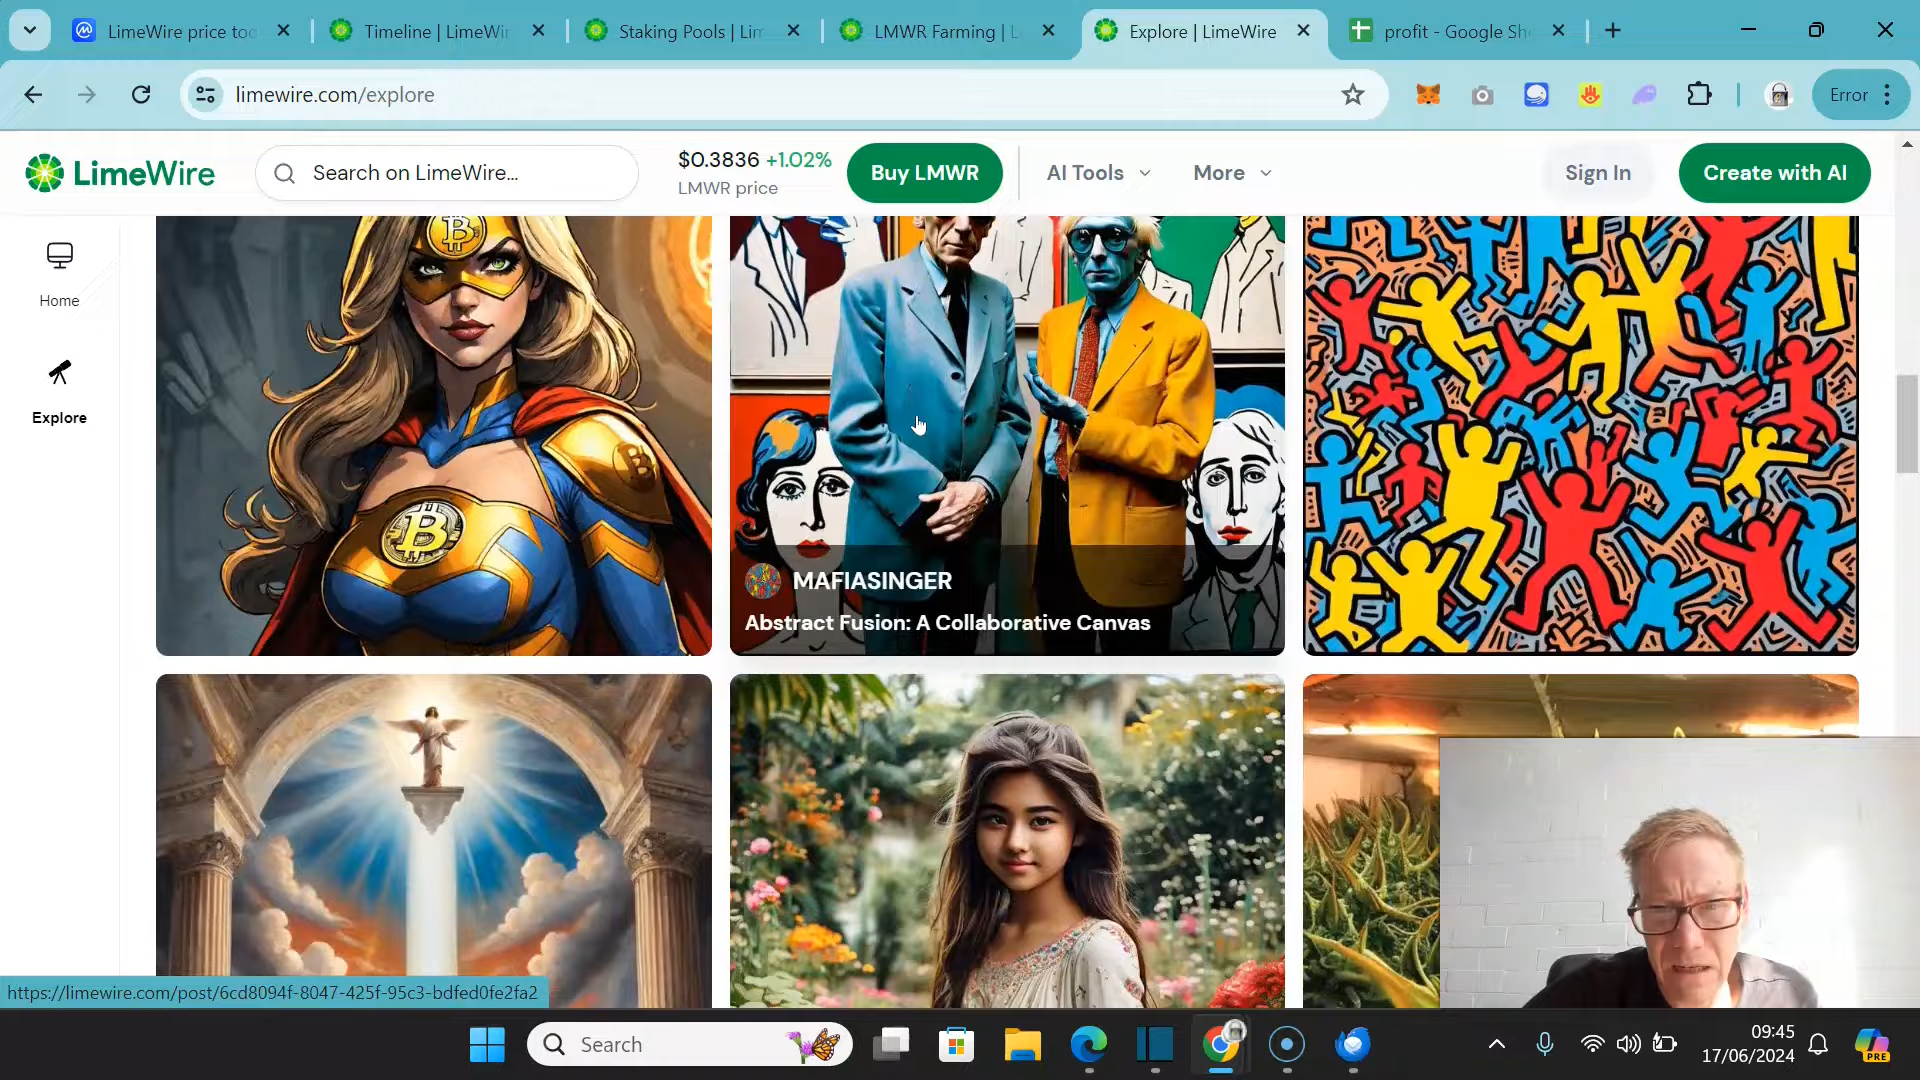 LimeWire price too
Timeline | LimeWir
Staking Pools | Lim
LMWR Farming | L
Explore | LimeWire
profit - Google She
limewire.com/explore
Error
LimeWire
Search on LimeWire...
$0.3836 +1.02%
LMWR price
Buy LMWR
AI Tools
More
Sign In
Create with AI
Home
Explore
B
B
B
MAFIASINGER
Abstract Fusion: A Collaborative Canvas
https://limewire.com/post/6cd8094f-8047-425f-95c3-bdfed0fe2fa2
Search
09:45
17/06/2024
PRE